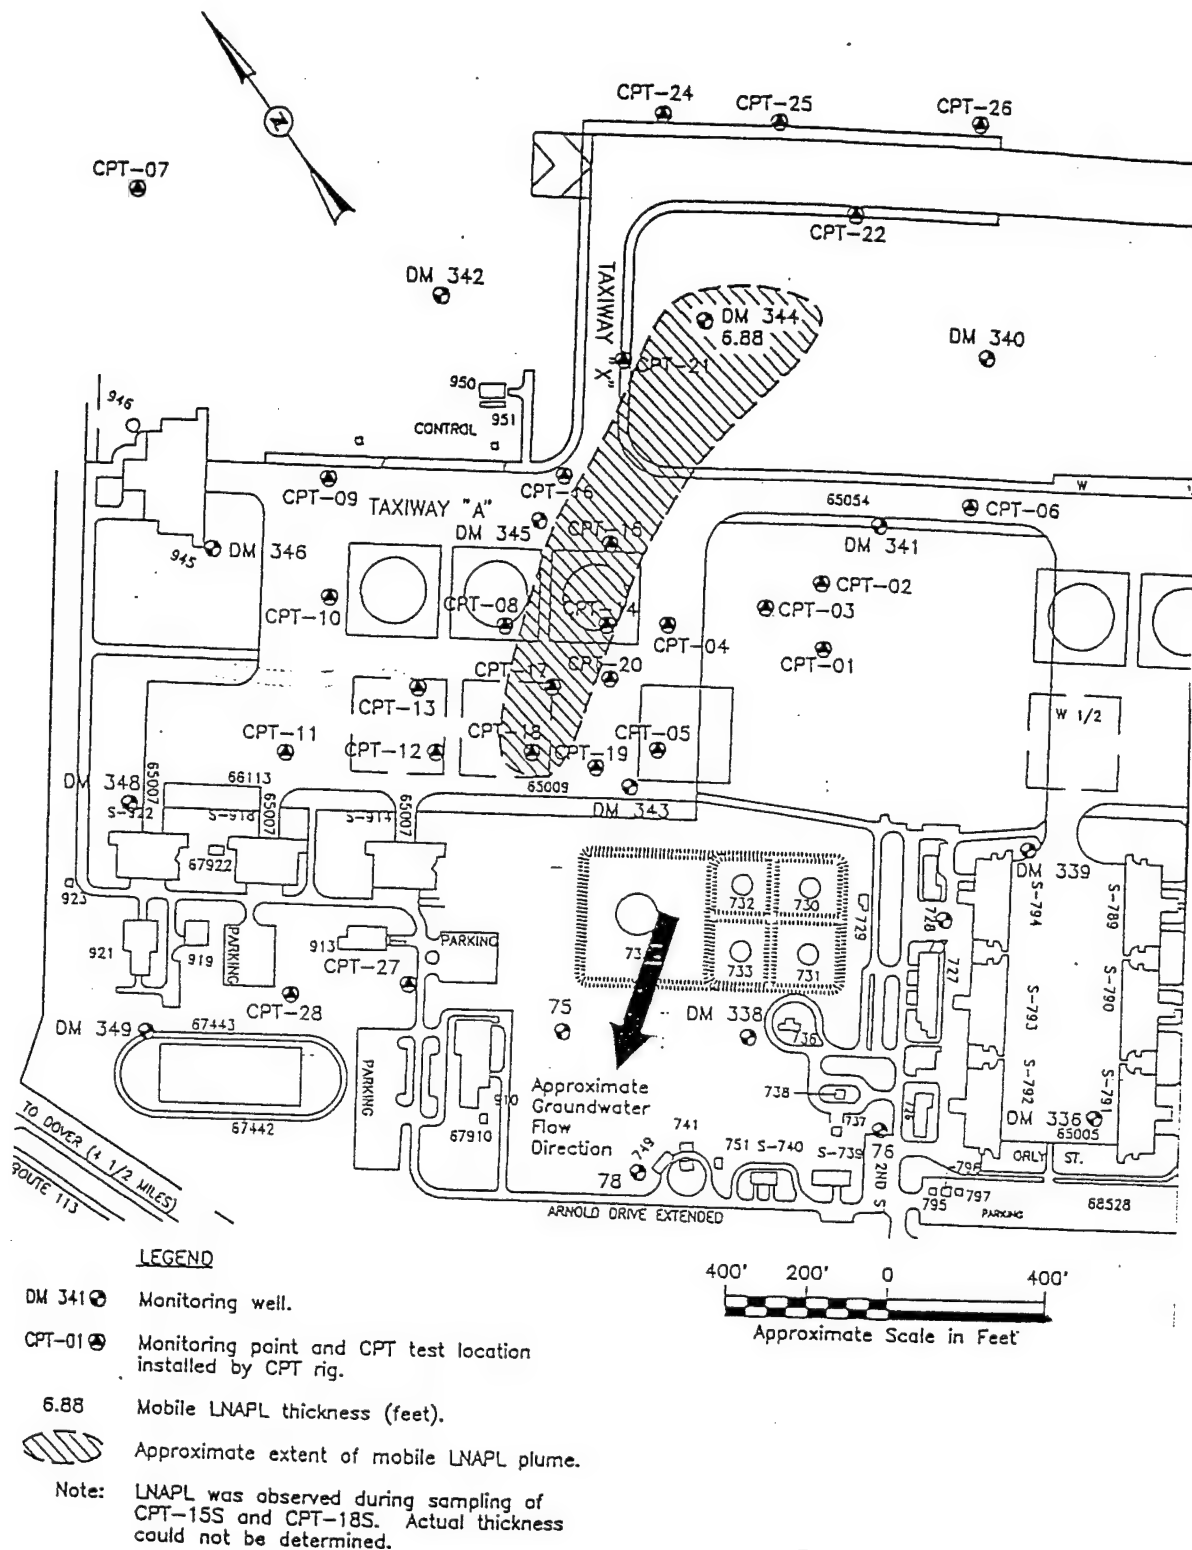 CPT-24
CPT-25
CPT-26
N
CPT-07
CPT-22
DM 342
TAXIWAY "X"
DM 344
6.88
DM 340
CPT-21
950
951
946
CONTROL
CPT-09
TAXIWAY "A"
65054
W
CPT-06
DM 345
CPT-15
DM 341
945
DM 346
CPT-02
CPT-10
CPT-08
CPT-03
CPT-04
CPT-01
CPT-17
CPT-20
CPT-13
W 1/2
CPT-11
CPT-12
CPT-18
CPT-19
CPT-05
DM 348
65007
66113
65007
65007
65009
DM 343
S-922
S-918
S-914
67922
DM 339
923
732
730
729
728
S-794
S-789
921
919
PARKING
913
PARKING
733
731
727
CPT-27
CPT-28
S-793
S-790
DM 349
67443
75
DM 338
736
PARKING
738
737
726
S-792
S-791
67442
910
67910
Approximate
Groundwater
Flow
Direction
741
749
751
S-740
S-739
76
DM 336
65005
78
2ND S
ORLY ST.
796
795
797
PARKING
68528
ARNOLD DRIVE EXTENDED
TO DOVER (4 1/2 MILES)
ROUTE 113
LEGEND
DM 341 Monitoring well.
CPT-01 Monitoring point and CPT test location
installed by CPT rig.
6.88 Mobile LNAPL thickness (feet).
Approximate extent of mobile LNAPL plume.
Note: LNAPL was observed during sampling of
CPT-15S and CPT-18S. Actual thickness
could not be determined.
400' 200' 0 400'
Approximate Scale in Feet